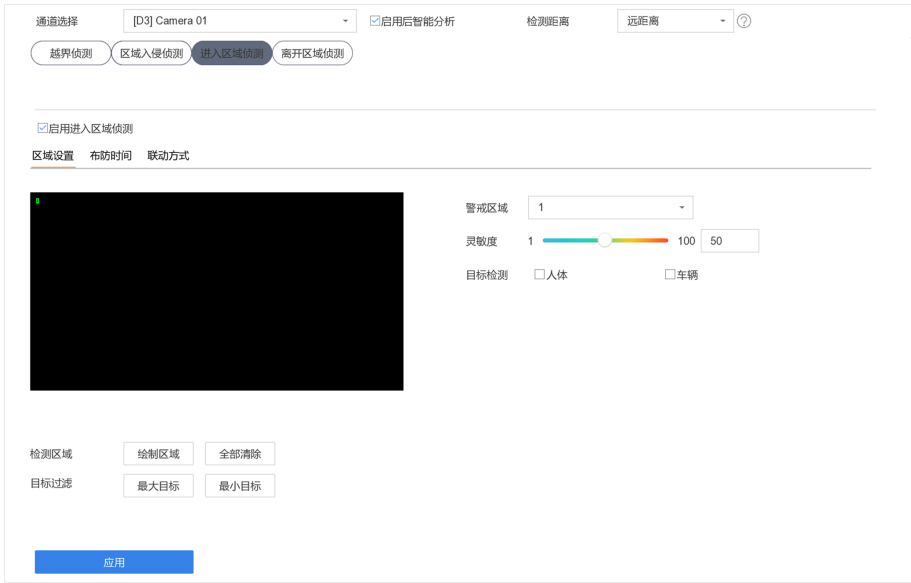 通道选择 [D3] Camera 01 启用后智能分析 检测距离 远距离 ?
越界侦测 区域入侵侦测 进入区域侦测 离开区域侦测
启用进入区域侦测
区域设置 布防时间 联动方式
警戒区域 1
灵敏度 1 100 50
目标检测 人体 车辆
检测区域 绘制区域 全部清除
目标过滤 最大目标 最小目标
应用